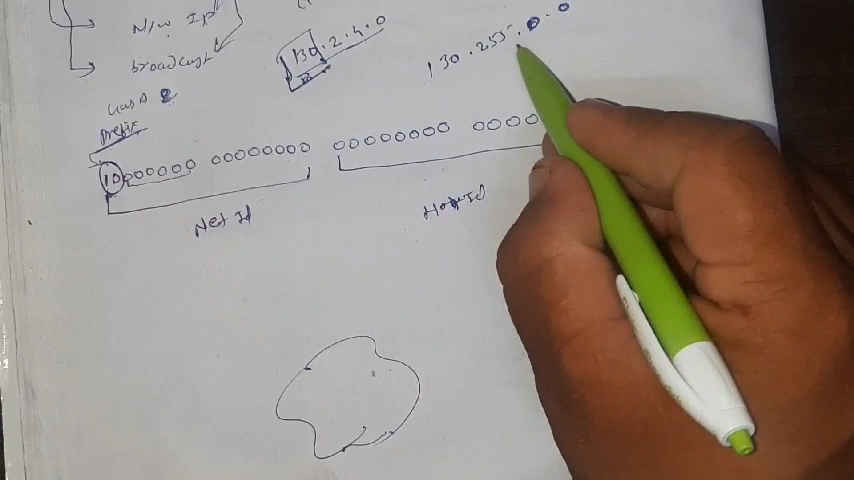 N/w IP
broadcast
130.2.4.0
B
130.255.0.0
class A B
prefix
10000000 00000000 00000000 0000
Net Id
Host Id